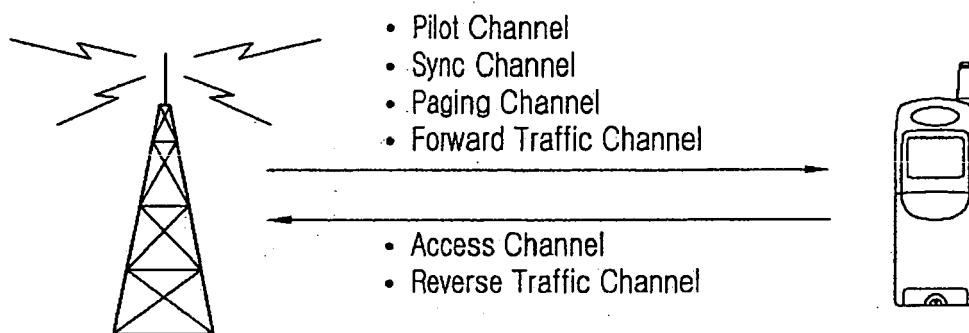 • Pilot Channel
• Sync Channel
• Paging Channel
• Forward Traffic Channel
• Access Channel
• Reverse Traffic Channel